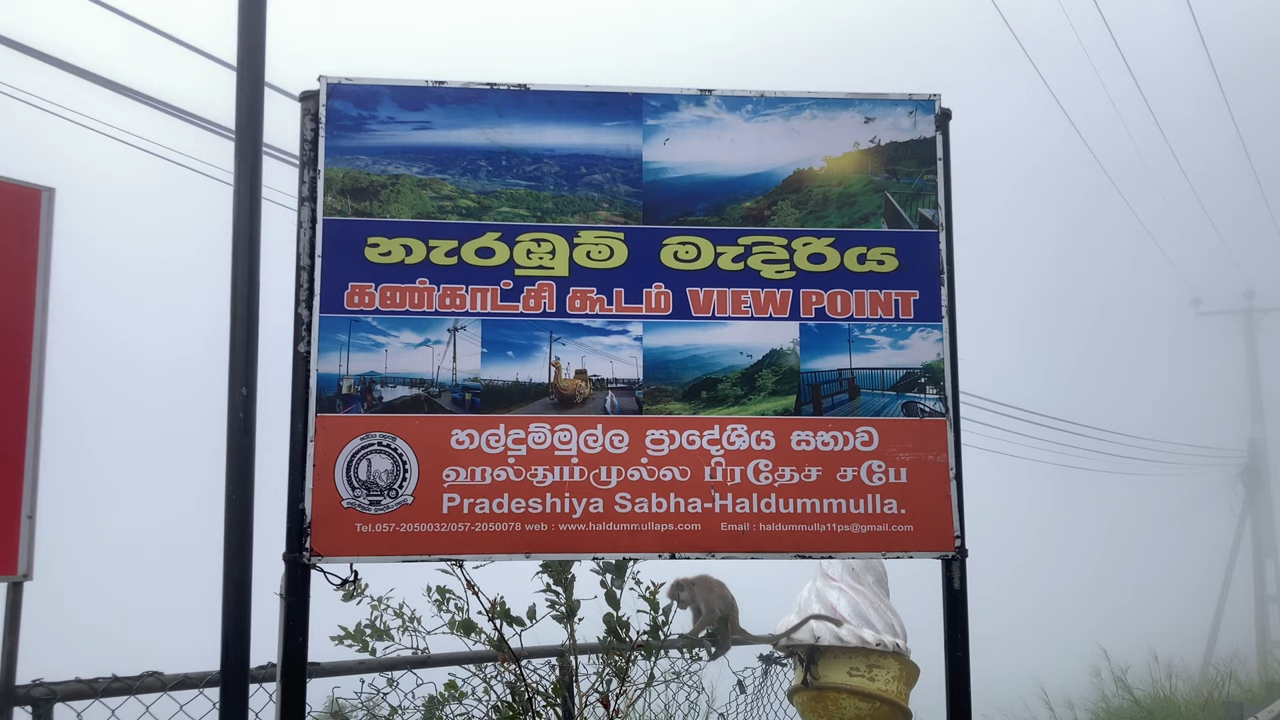 නැරඹුම් මැදිරිය
கண்காட்சி கூடம் VIEW POINT
හල්දුම්මුල්ල ප්‍රාදේශීය සභාව
ஹல்தும்முல்ல பிரதேச சபே
Pradeshiya Sabha-Haldummulla.
Tel.057-2050032/057-2050078 web : www.haldummullaps.com Email : haldummulla11ps@gmail.com